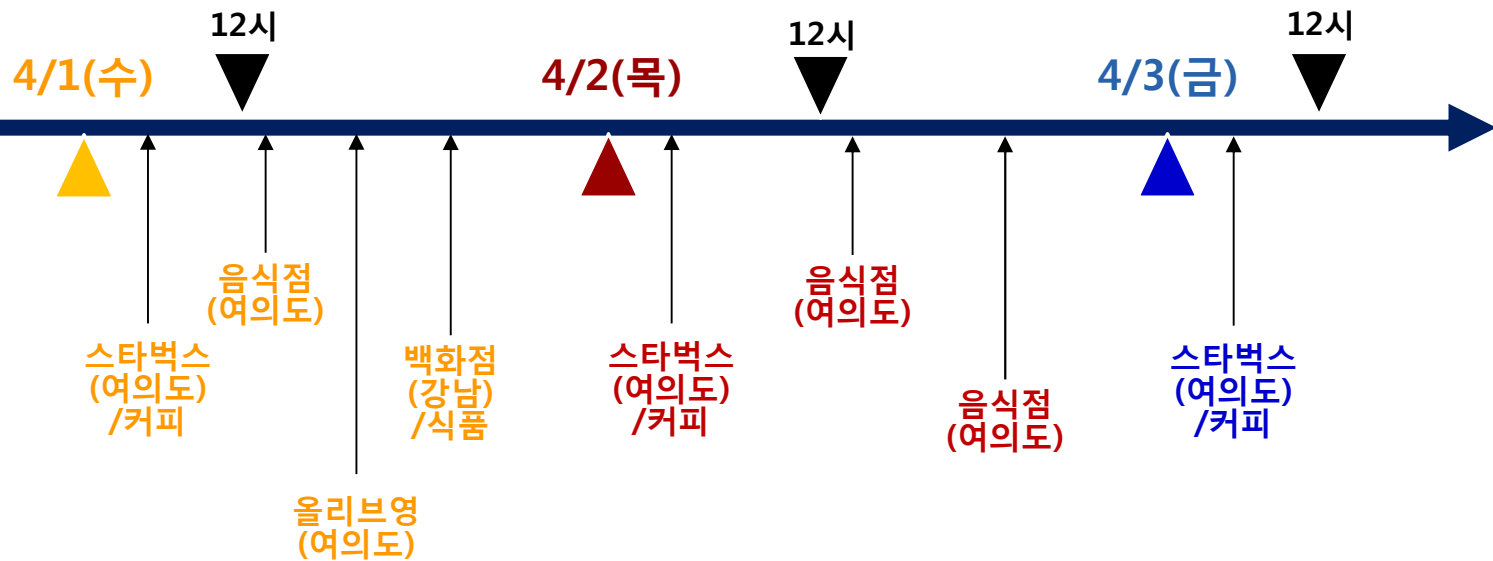 12시
12시
12시
4/1(수)
4/2(목)
4/3(금)
음식점
(여의도)
음식점
(여의도)
스타벅스
(여의도)
/커피
백화점
(강남)
/식품
스타벅스
(여의도)
/커피
스타벅스
(여의도)
/커피
음식점
(여의도)
올리브영
(여의도)